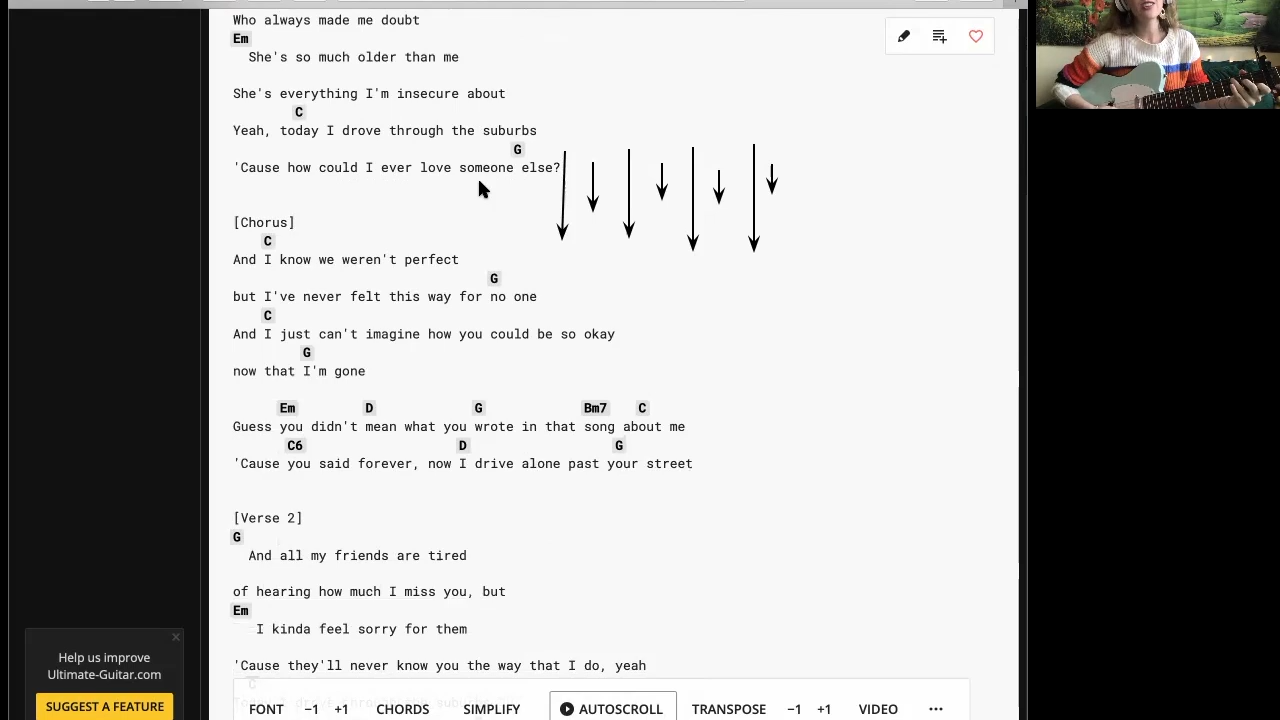 Who always made me doubt
Em
She's so much older than me
She's everything I'm insecure about
C
Yeah, today I drove through the suburbs
G
'Cause how could I ever love someone else?
[Chorus]
C
And I know we weren't perfect
G
but I've never felt this way for no one
C
And I just can't imagine how you could be so okay
G
now that I'm gone
Em D G Bm7 C
Guess you didn't mean what you wrote in that song about me
C6 D G
'Cause you said forever, now I drive alone past your street
[Verse 2]
G
And all my friends are tired
of hearing how much I miss you, but
Em
I kinda feel sorry for them
'Cause they'll never know you the way that I do, yeah
C
Help us improve
Ultimate-Guitar.com
SUGGEST A FEATURE
FONT −1 +1 CHORDS SIMPLIFY AUTOSCROLL TRANSPOSE −1 +1 VIDEO